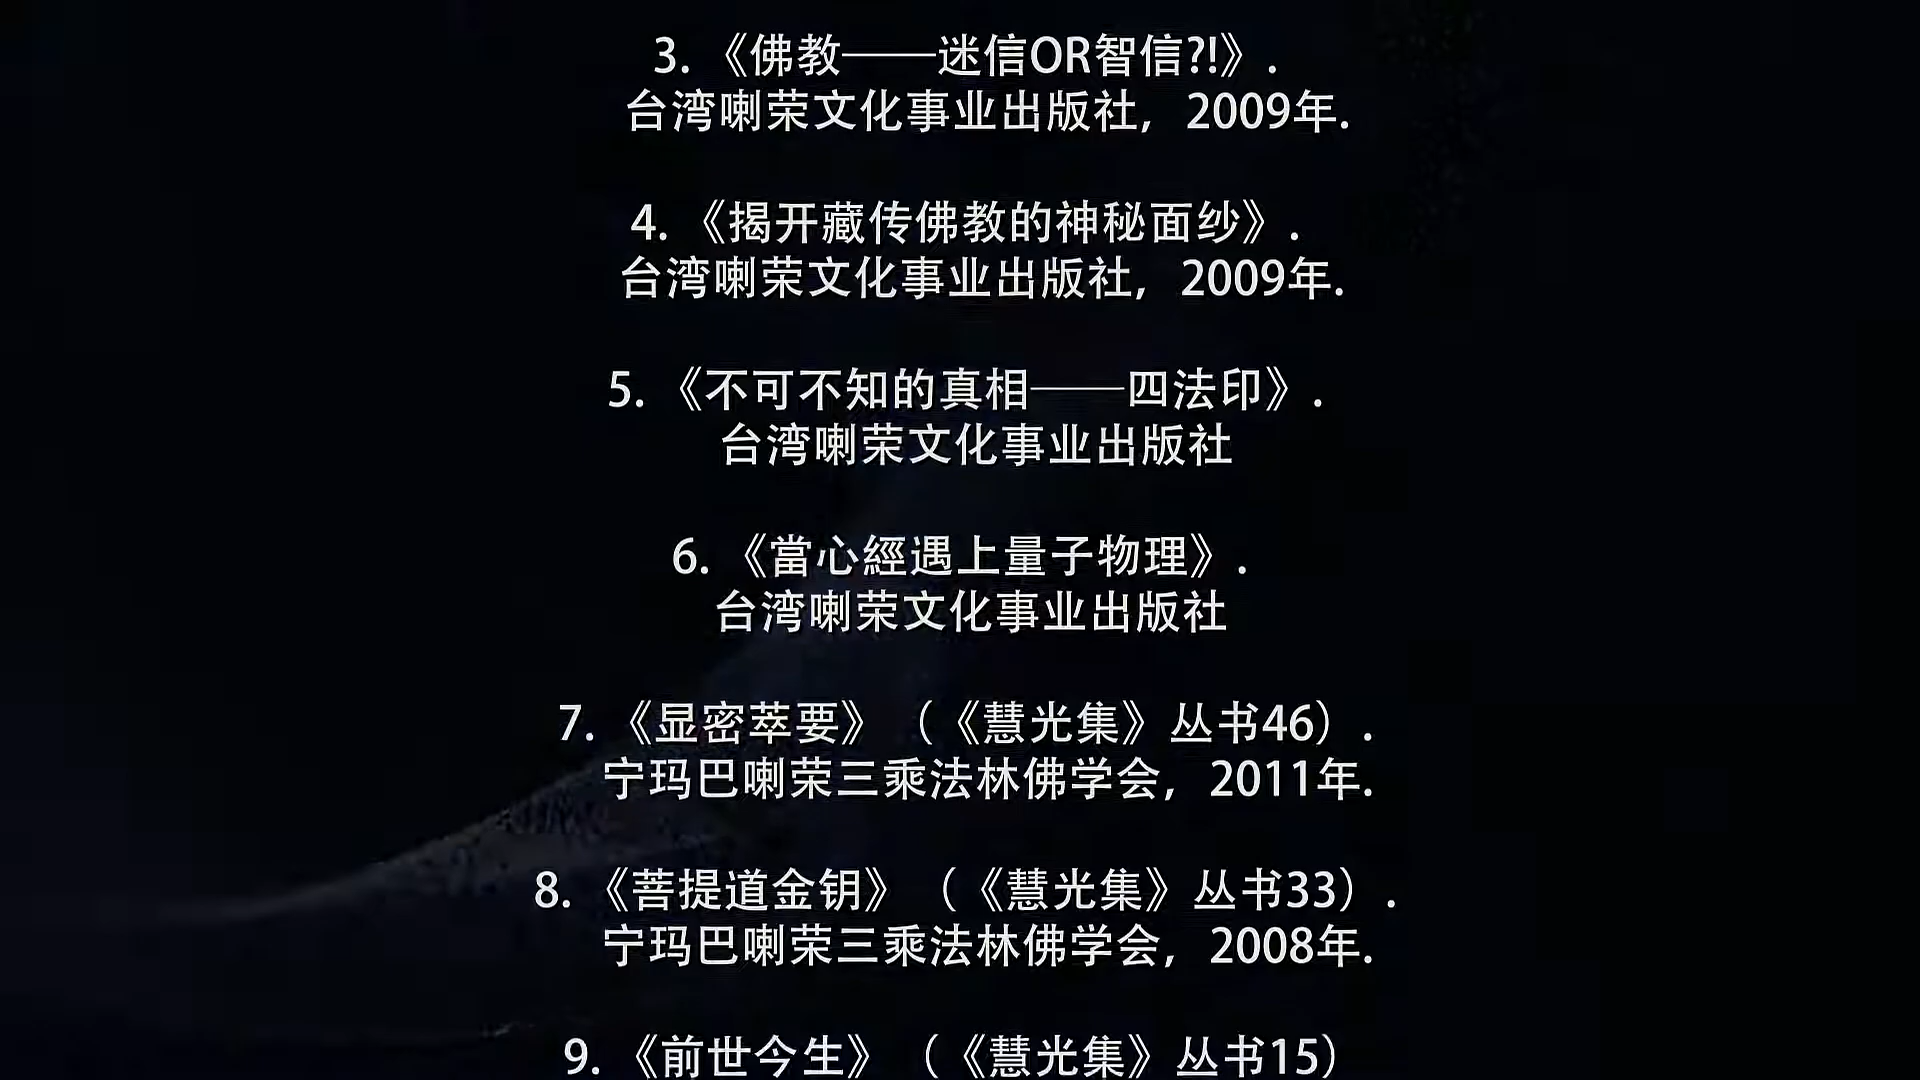 3. 《佛教——迷信OR智信?!》.
台湾喇荣文化事业出版社，2009年.
4. 《揭开藏传佛教的神秘面纱》.
台湾喇荣文化事业出版社，2009年.
5. 《不可不知的真相——四法印》.
台湾喇荣文化事业出版社
6. 《當心經遇上量子物理》.
台湾喇荣文化事业出版社
7. 《显密萃要》（《慧光集》丛书46）.
宁玛巴喇荣三乘法林佛学会，2011年.
8. 《菩提道金钥》（《慧光集》丛书33）.
宁玛巴喇荣三乘法林佛学会，2008年.
9. 《前世今生》（《慧光集》丛书15）